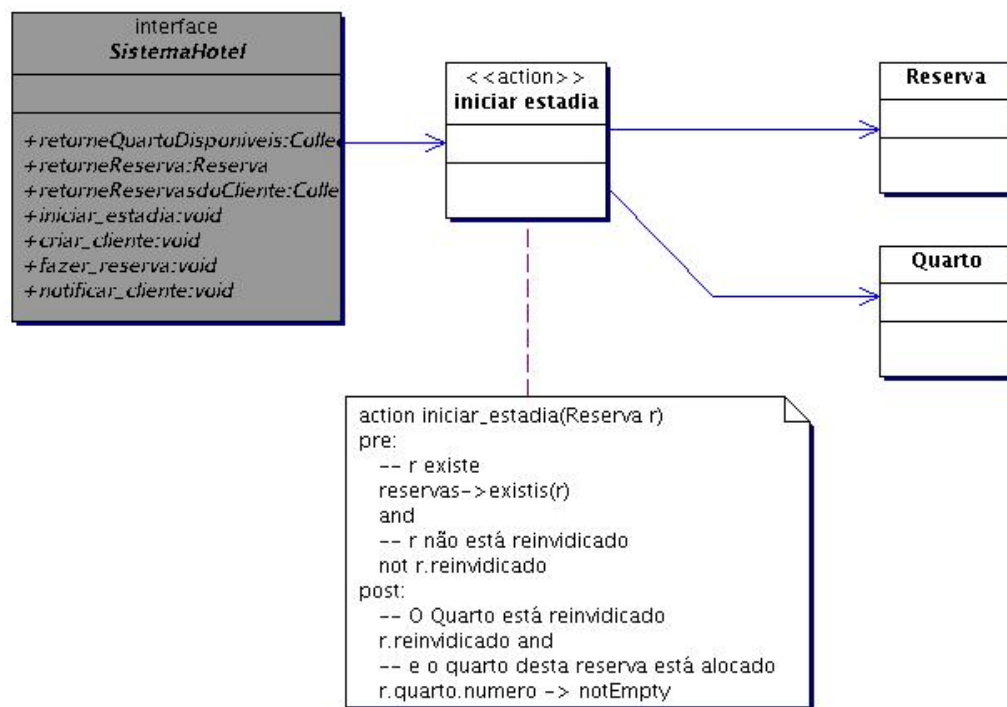 interface
SistemaHotel
+retorneQuartoDisponiveis:Collec
+retorneReserva:Reserva
+retorneReservasdoCliente:Collec
+iniciar_estadia:void
+criar_cliente:void
+fazer_reserva:void
+notificar_cliente:void
<<action>>
iniciar estadia
Reserva
Quarto
action iniciar_estadia(Reserva r)
pre:
-- r existe
reservas->existis(r)
and
-- r não está reinvidicado
not r.reinvidicado
post:
-- O Quarto está reinvidicado
r.reinvidicado and
-- e o quarto desta reserva está alocado
r.quarto.numero -> notEmpty